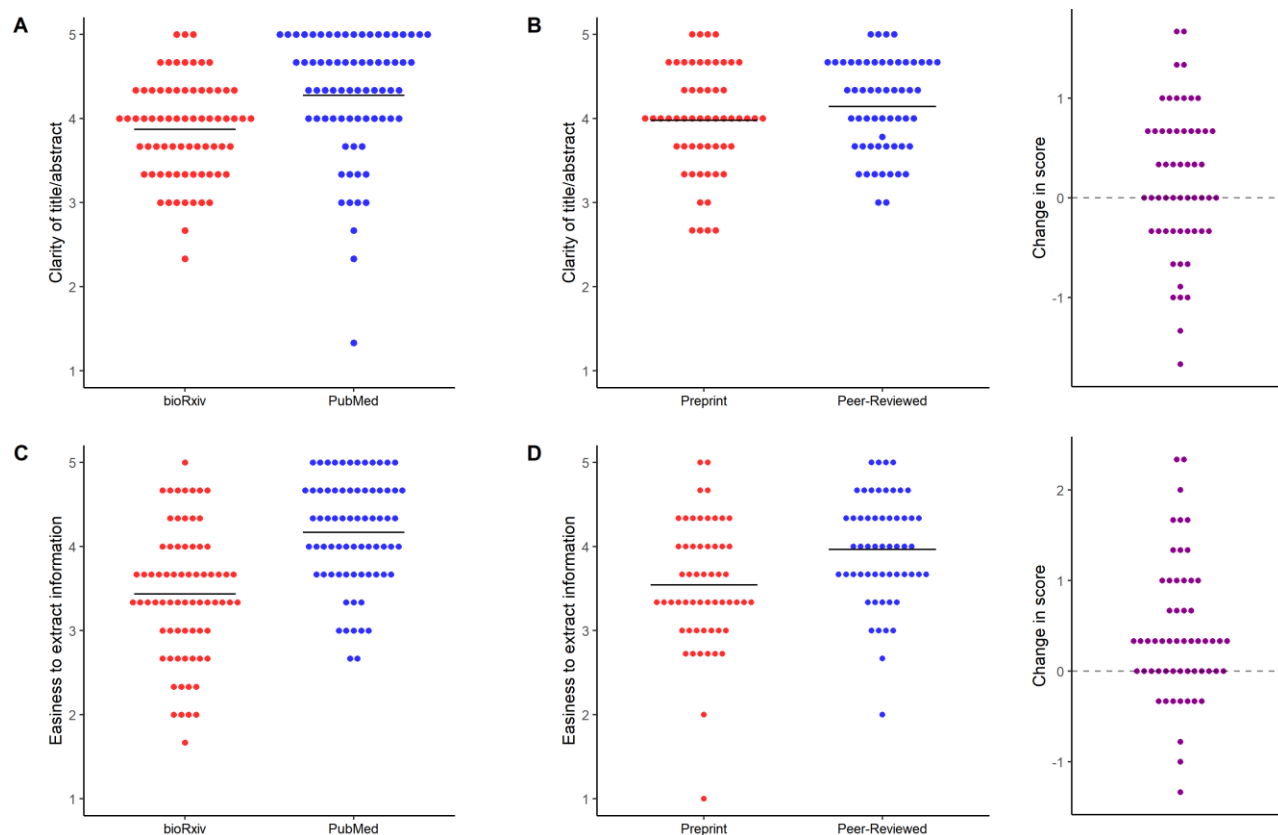 A
Clarity of title/abstract
5
4
3
2
1
bioRxiv
PubMed
B
Clarity of title/abstract
5
4
3
2
1
Preprint
Peer-Reviewed
Change in score
1
0
-1
C
Easiness to extract information
5
4
3
2
1
bioRxiv
PubMed
D
Easiness to extract information
5
4
3
2
1
Preprint
Peer-Reviewed
Change in score
2
1
0
-1